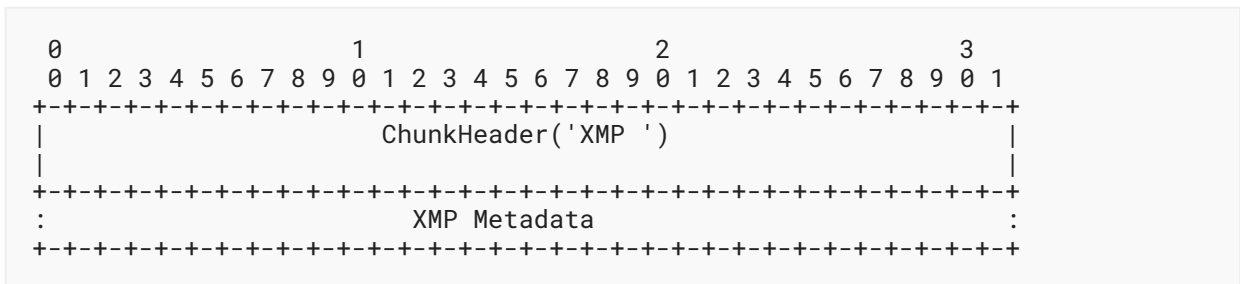 0                   1                   2                   3
 0 1 2 3 4 5 6 7 8 9 0 1 2 3 4 5 6 7 8 9 0 1 2 3 4 5 6 7 8 9 0 1
+-+-+-+-+-+-+-+-+-+-+-+-+-+-+-+-+-+-+-+-+-+-+-+-+-+-+-+-+-+-+-+-+
|                      ChunkHeader('XMP ')                      |
|                                                               |
+-+-+-+-+-+-+-+-+-+-+-+-+-+-+-+-+-+-+-+-+-+-+-+-+-+-+-+-+-+-+-+-+
:                        XMP Metadata                           :
+-+-+-+-+-+-+-+-+-+-+-+-+-+-+-+-+-+-+-+-+-+-+-+-+-+-+-+-+-+-+-+-+